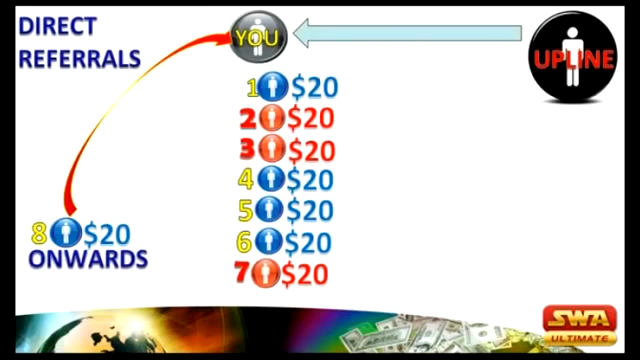 DIRECT
REFERRALS
YOU
UPLINE
1 $20
2 $20
3 $20
4 $20
5 $20
6 $20
7 $20
8 $20
ONWARDS
SWA
ULTIMATE